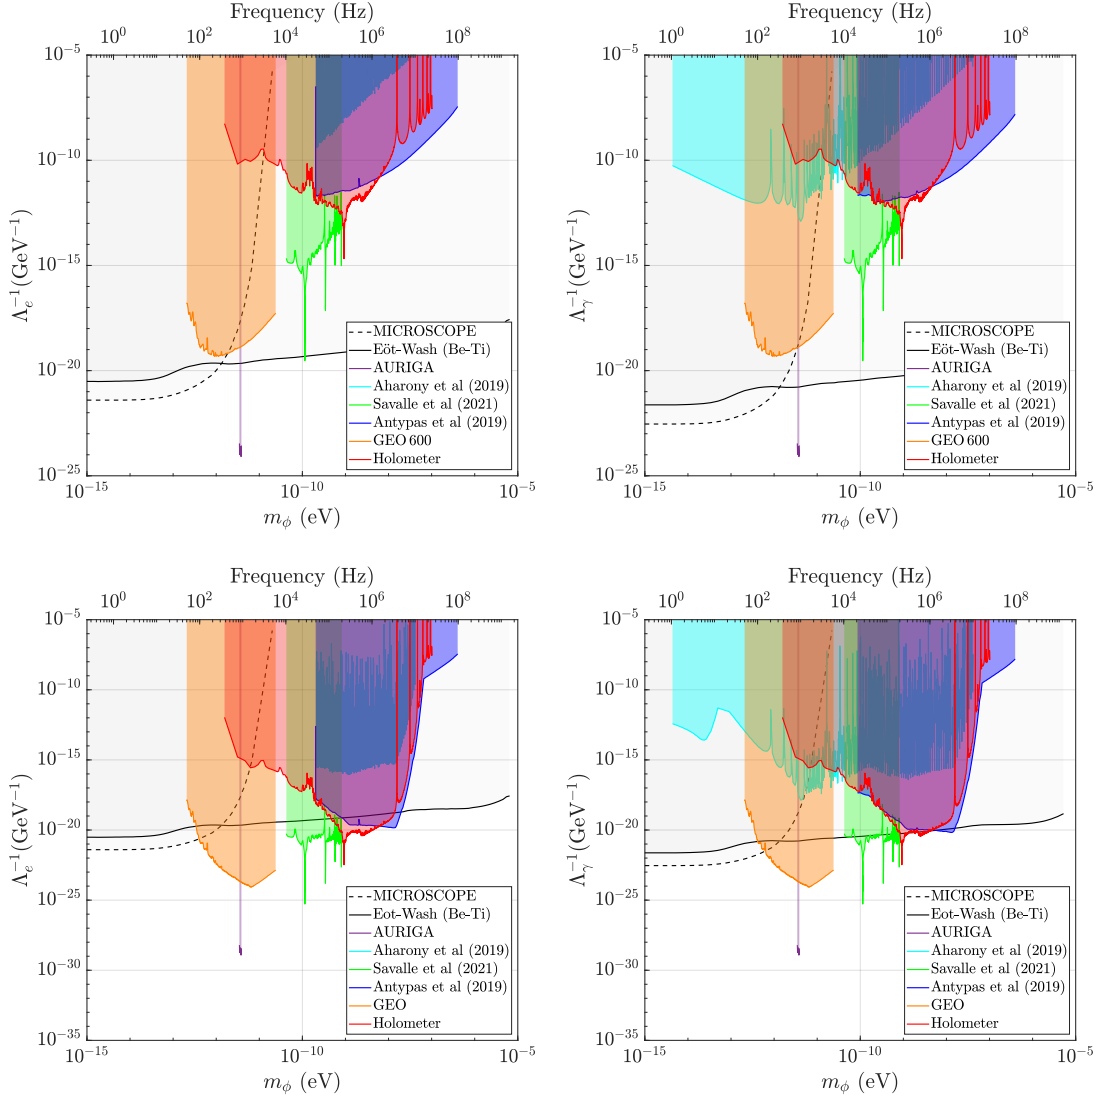 Frequency (Hz)
10^0 10^2 10^4 10^6 10^8
10^−5
10^−10
10^−15
10^−20
10^−25
Λ_e^−1(GeV^−1)
MICROSCOPE
Eöt-Wash (Be-Ti)
AURIGA
Aharony et al (2019)
Savalle et al (2021)
Antypas et al (2019)
GEO 600
Holometer
10^−15 10^−10 10^−5
m_ϕ (eV)
Frequency (Hz)
10^0 10^2 10^4 10^6 10^8
10^−5
10^−10
10^−15
10^−20
10^−25
Λ_γ^−1(GeV^−1)
MICROSCOPE
Eöt-Wash (Be-Ti)
AURIGA
Aharony et al (2019)
Savalle et al (2021)
Antypas et al (2019)
GEO 600
Holometer
10^−15 10^−10 10^−5
m_ϕ (eV)
Frequency (Hz)
10^0 10^2 10^4 10^6 10^8
10^−5
10^−10
10^−15
10^−20
10^−25
10^−30
10^−35
Λ_e^−1(GeV^−1)
MICROSCOPE
Eot-Wash (Be-Ti)
AURIGA
Aharony et al (2019)
Savalle et al (2021)
Antypas et al (2019)
GEO
Holometer
10^−15 10^−10 10^−5
m_ϕ (eV)
Frequency (Hz)
10^0 10^2 10^4 10^6 10^8
10^−5
10^−10
10^−15
10^−20
10^−25
10^−30
10^−35
Λ_γ^−1(GeV^−1)
MICROSCOPE
Eot-Wash (Be-Ti)
AURIGA
Aharony et al (2019)
Savalle et al (2021)
Antypas et al (2019)
GEO
Holometer
10^−15 10^−10 10^−5
m_ϕ (eV)